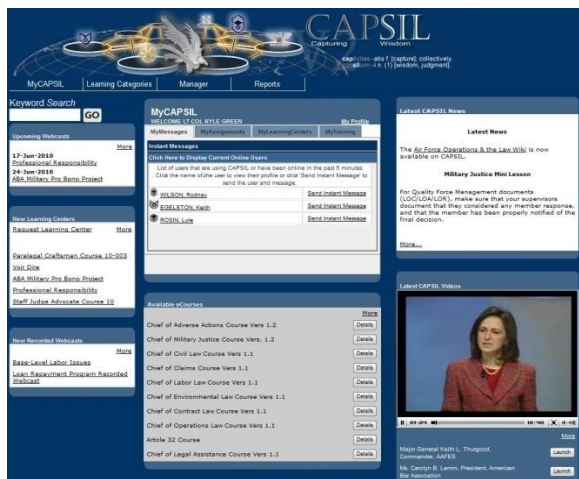 CAPSIL
Capturing Wisdom
MyCAPSIL
Learning Categories
Manager
Reports
Keyword Search
GO
Upcoming Webcasts
More
17-Jun-2010
Professional Responsibility
24-Jun-2010
ABA Military Pro Bono Project
New Learning Centers
Request Learning Center
More
Paralegal Craftsman Course 10-003
Voir Dire
ABA Military Pro Bono Project
Professional Responsibility
Staff Judge Advocate Course 10
New Recorded Webcasts
More
Base-Level Labor Issues
Loan Repayment Program Recorded
Webcast
MyCAPSIL
WELCOME LT COL KYLE GREEN
My Profile
MyMessages
MyAssignments
MyLearningCenters
MyTraining
Instant Messages
Click Here to Display Current Online Users
List of users that are using CAPSIL or have been online in the past 5 minutes
Click the name of the user to view their profile or click 'Send Instant Message' to
send the user and message.
WILSON, Rodney
Send Instant Message
EGELSTON, Keith
Send Instant Message
ROSIN, Lyle
Send Instant Message
Available eCourses
More
Chief of Adverse Actions Course Vers 1.2
Details
Chief of Military Justice Course Vers. 1.2
Details
Chief of Civil Law Course Vers 1.1
Details
Chief of Claims Course Vers 1.1
Details
Chief of Labor Law Course Vers 1.1
Details
Chief of Environmental Law Course Vers 1.1
Details
Chief of Contract Law Course Vers 1.1
Details
Chief of Operations Law Course Vers 1.1
Details
Article 32 Course
Details
Chief of Legal Assistance Course Vers 1.1
Details
Latest CAPSIL News
Latest News
The Air Force Operations & the Law Wiki is now
available on CAPSIL.
Military Justice Mini Lesson
For Quality Force Management documents
(LOC/LOA/LOR), make sure that your supervisors
document that they considered any member response,
and that the member has been properly notified of the
final decision.
More...
Latest CAPSIL Videos
More
Major General Keith L. Thurgood,
Commander, AAFES
Launch
Ms. Carolyn B. Lamm, President, American
Bar Association
Launch